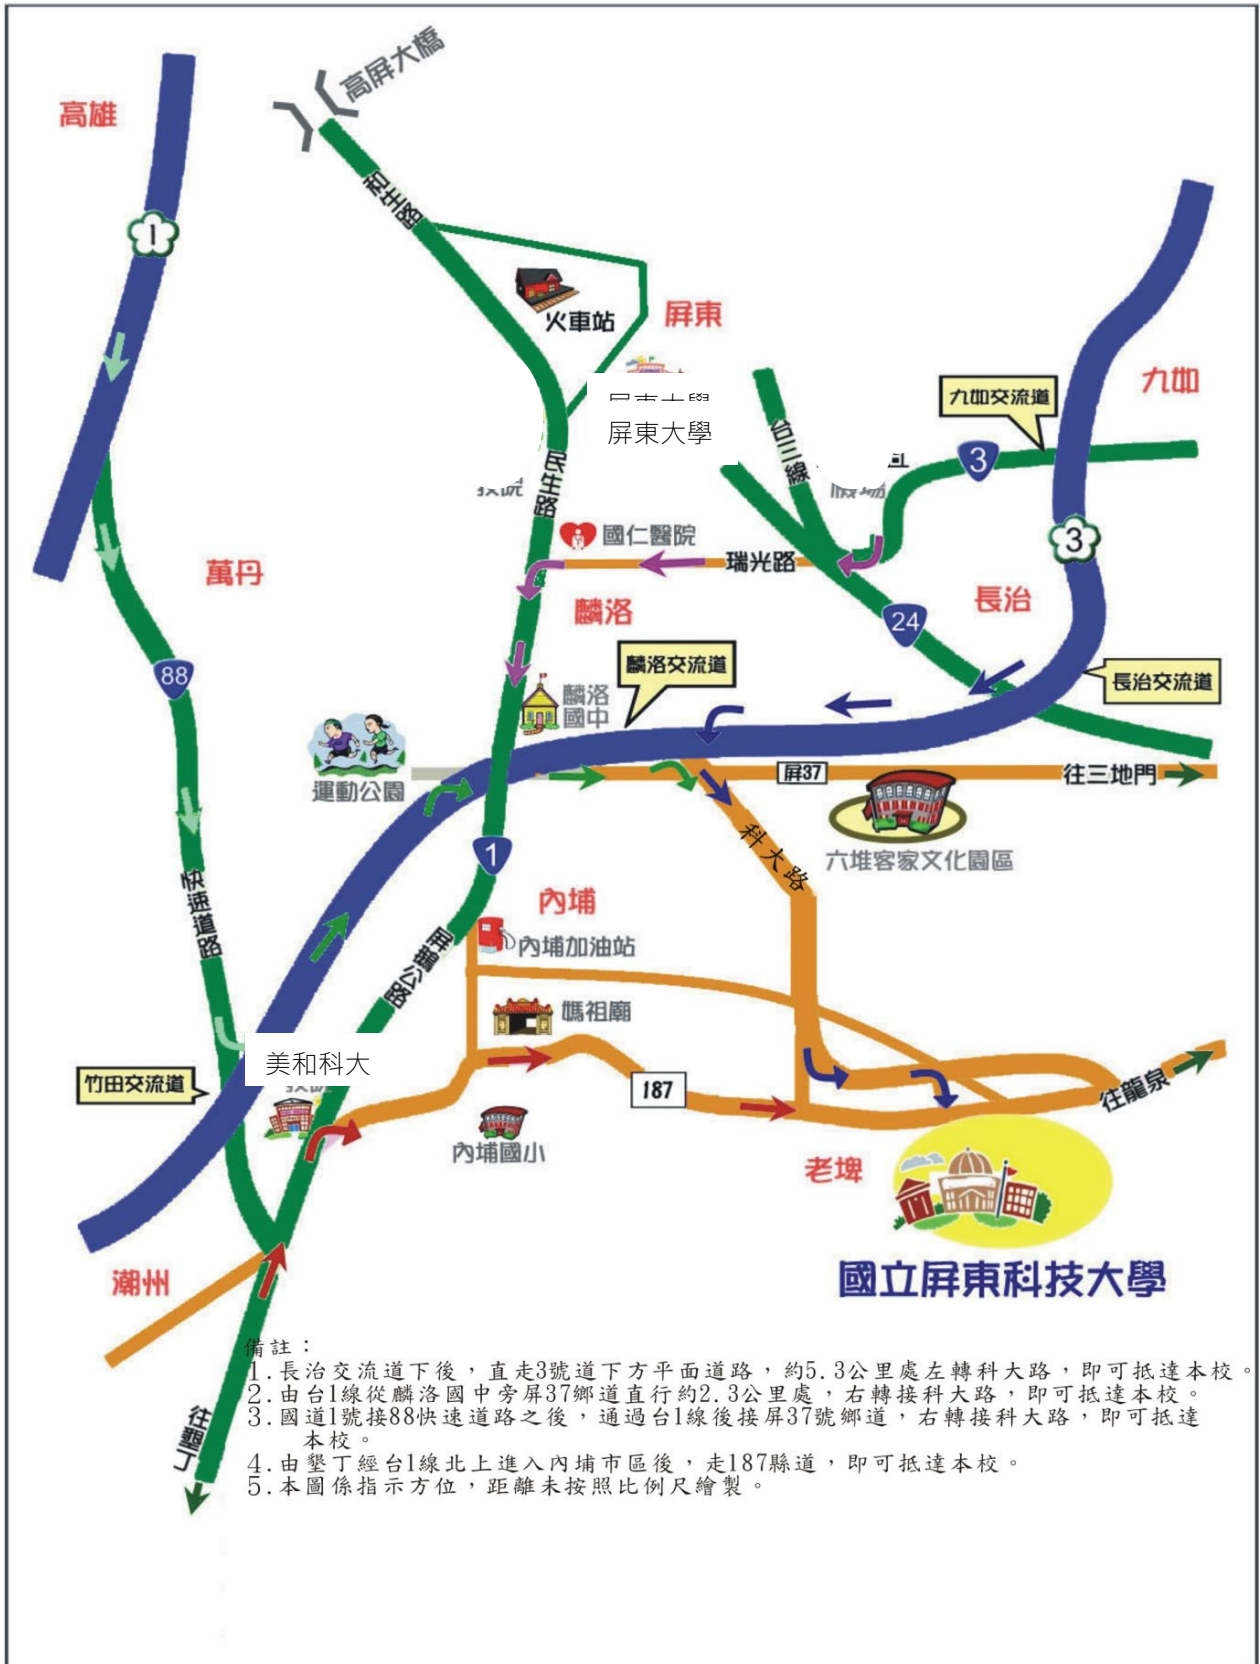 高屏大橋
高雄
1
和生路
火車站
屏東
九如
九如交流道
屏東大學
屏東大學
台三線
3
機場
民生路
國仁醫院
瑞光路
3
萬丹
麟洛
長治
24
麟洛交流道
長治交流道
88
麟洛
國中
運動公園
屏37
往三地門
1
科大路
六堆客家文化園區
快速道路
內埔
內埔加油站
屏鵝公路
媽祖廟
美和科大
竹田交流道
187
往龍泉
內埔國小
老埤
國立屏東科技大學
潮州
往墾丁
備註：
1.長治交流道下後，直走3號道下方平面道路，約5.3公里處左轉科大路，即可抵達本校。
2.由台1線從麟洛國中旁屏37鄉道直行約2.3公里處，右轉接科大路，即可抵達本校。
3.國道1號接88快速道路之後，通過台1線後接屏37號鄉道，右轉接科大路，即可抵達
本校。
4.由墾丁經台1線北上進入內埔市區後，走187縣道，即可抵達本校。
5.本圖係指示方位，距離未按照比例尺繪製。